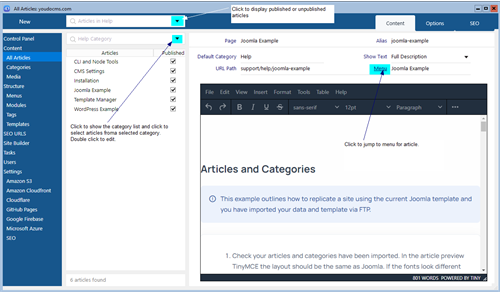 All Articles: youdecms.com
New
Articles in Help
Click to display published or unpublished
articles
Content
Options
SEO
Control Panel
Content
All Articles
Categories
Media
Structure
Menus
Modules
Tags
Templates
SEO URLS
Site Builder
Tasks
Users
Settings
Amazon S3
Amazon Cloudfront
Cloudflare
GitHub Pages
Google Firebase
Microsoft Azure
SEO
Help Category
Articles
Published
CLI and Node Tools
CMS Settings
Installation
Joomla Example
Template Manager
WordPress Example
Click to show the category list and click to
select articles froma selected category.
Double click to edit.
6 articles found
Page
Joomla Example
Alias
joomla-example
Default Category
Help
Show Text
Full Description
URL Path
support/help/joomla-example
Menu
Joomla Example
File Edit View Insert Format Tools Table Help
B I U S
sans-serif
12pt
Paragraph
Click to jump to menu for article.
Articles and Categories
This example outlines how to replicate a site using the current Joomla template and
you have imported your data and template via FTP.
1. Check your articles and categories have been imported. In the article preview
TinyMCE the layout should be the same as Joomla. If the fonts look different
801 WORDS POWERED BY TINY